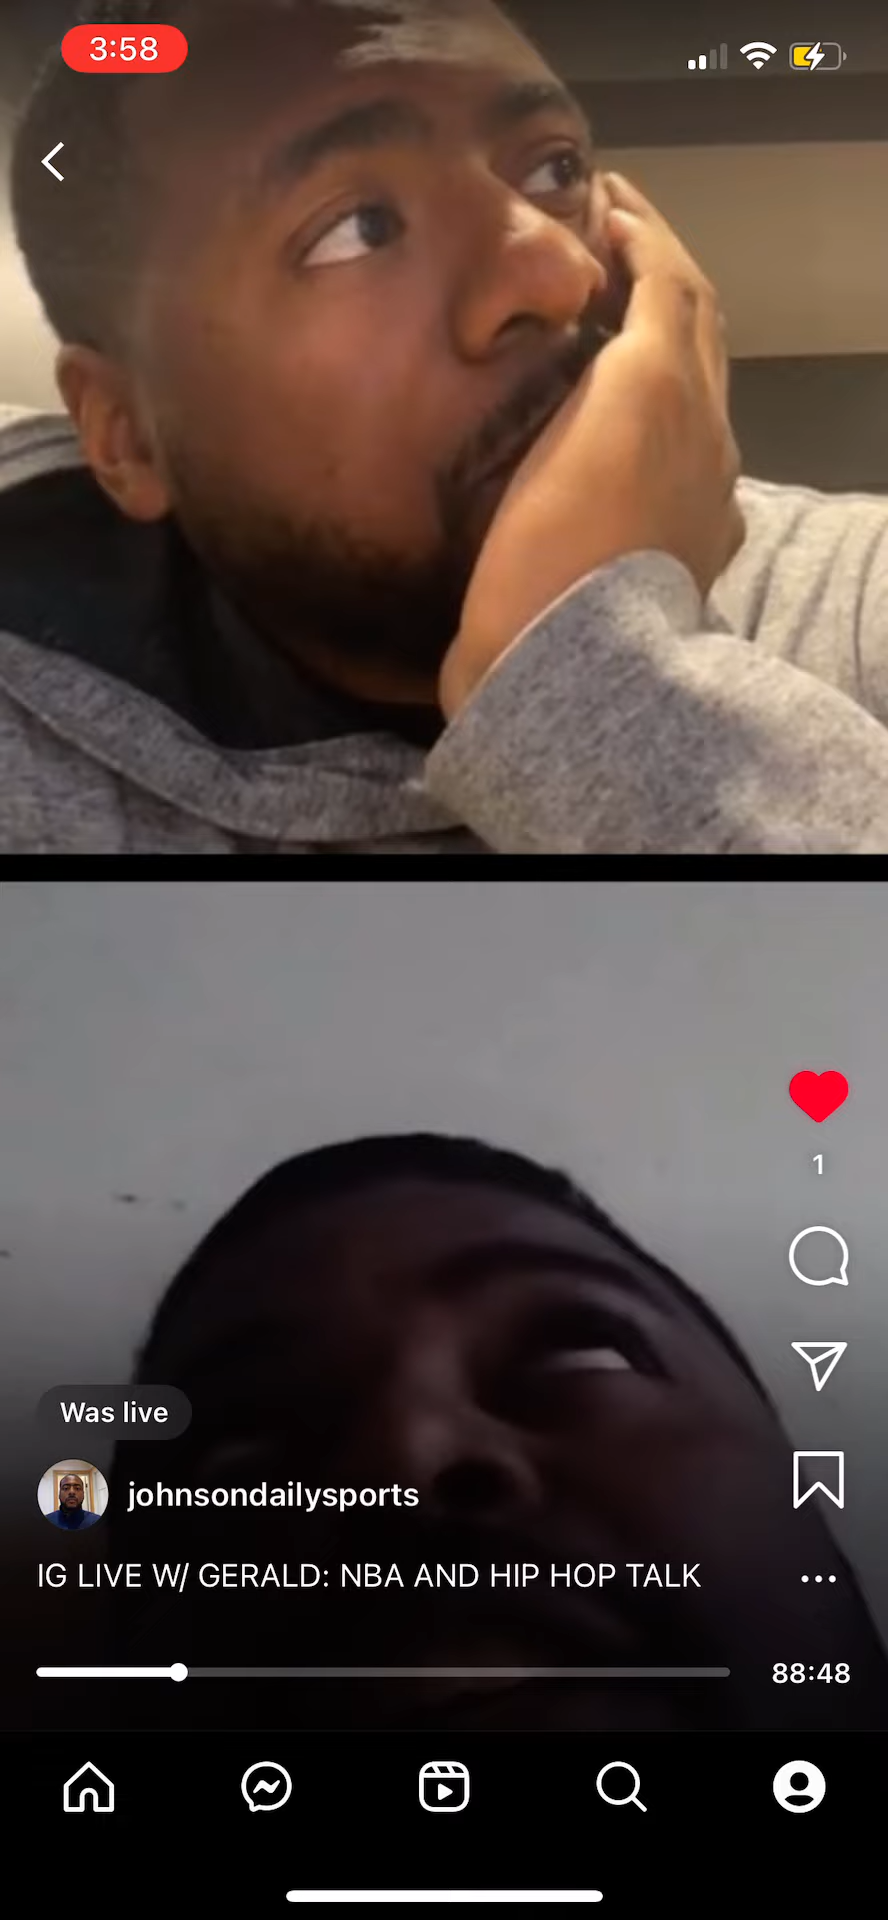 3:58
1
Was live
johnsondailysports
IG LIVE W/ GERALD: NBA AND HIP HOP TALK
88:48